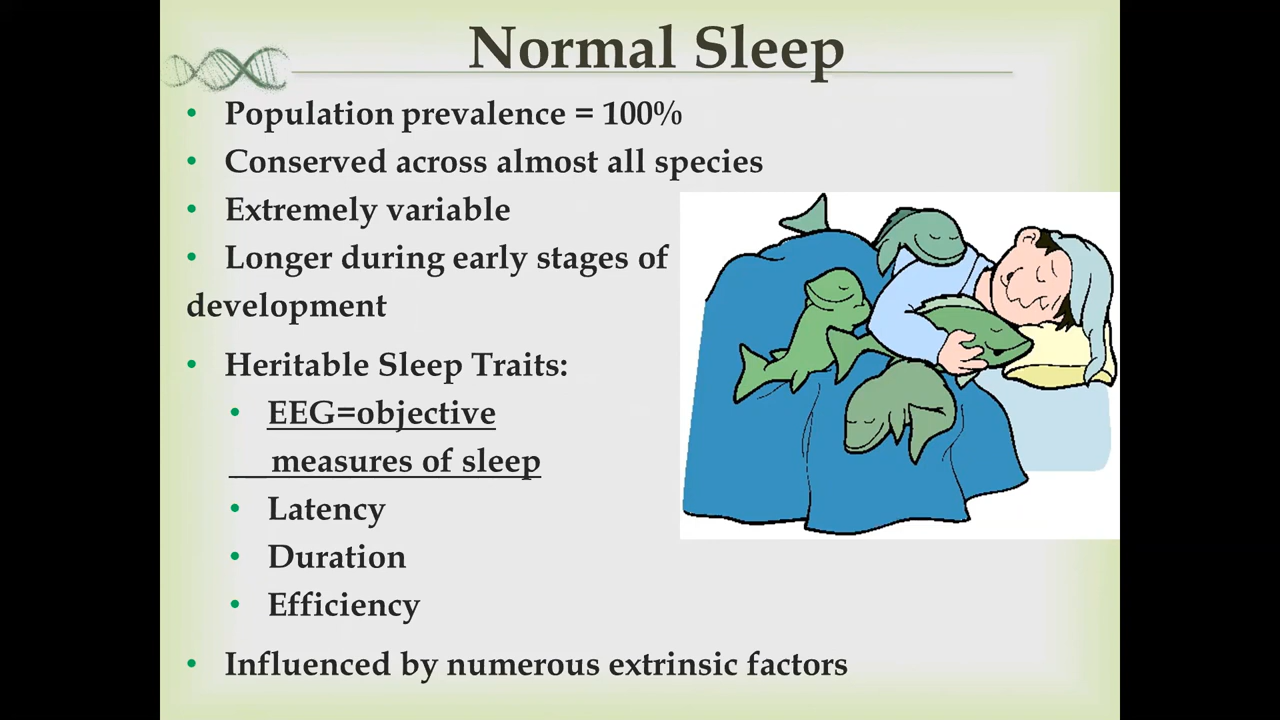 Normal Sleep
• Population prevalence = 100%
• Conserved across almost all species
• Extremely variable
• Longer during early stages of
development
• Heritable Sleep Traits:
• EEG=objective
measures of sleep
• Latency
• Duration
• Efficiency
• Influenced by numerous extrinsic factors